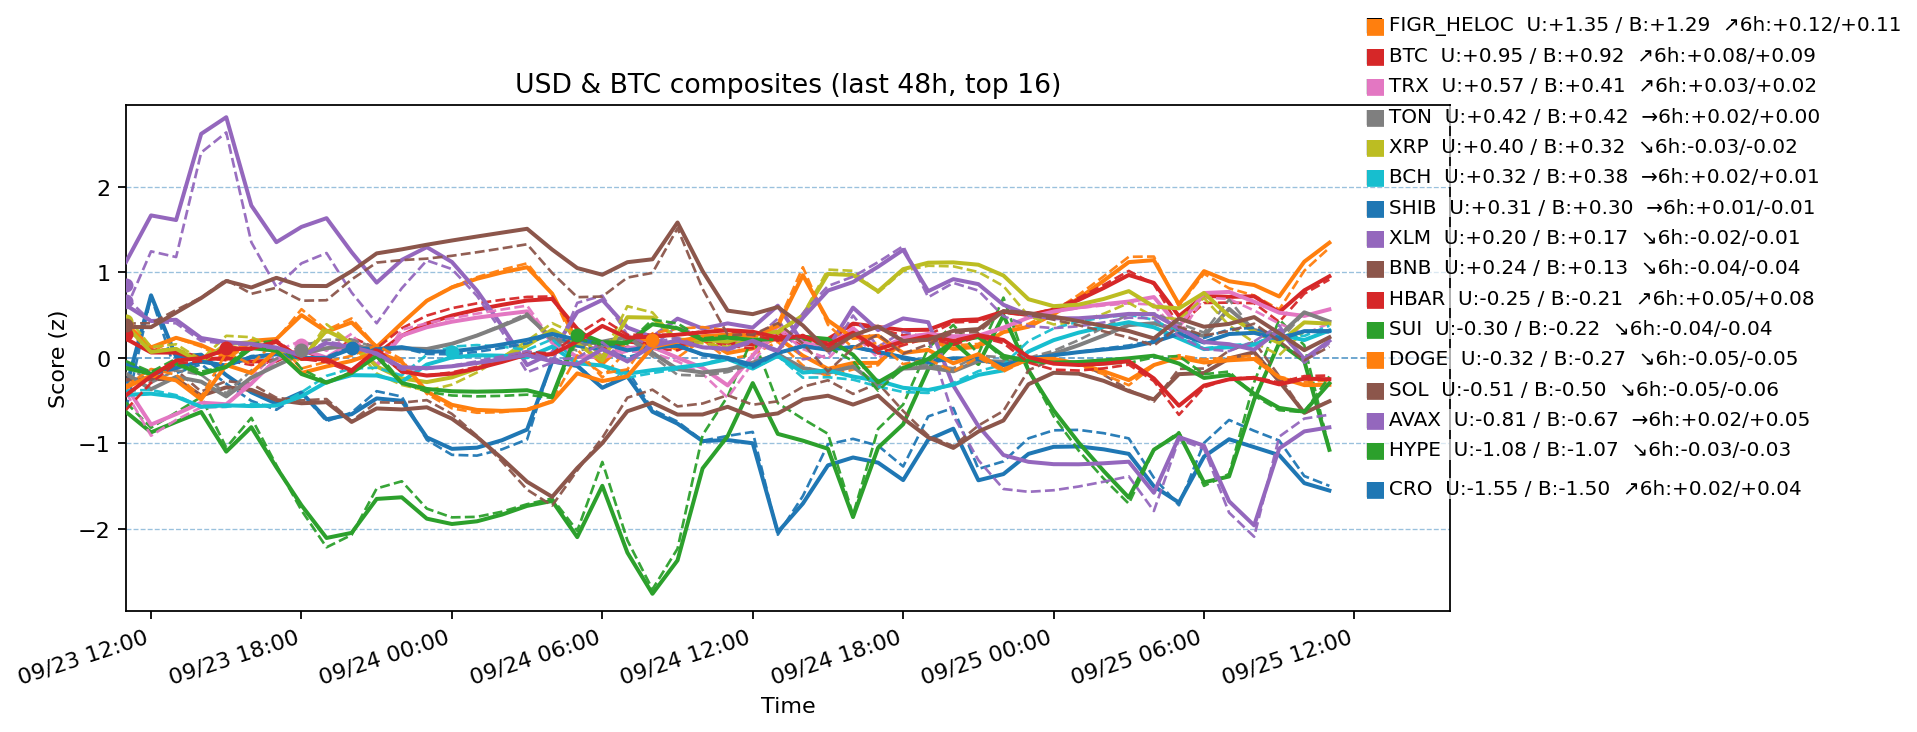 USD & BTC composites (last 48h, top 16)
FIGR_HELOC U:+1.35 / B:+1.29 ↗6h:+0.12/+0.11
BTC U:+0.95 / B:+0.92 ↗6h:+0.08/+0.09
TRX U:+0.57 / B:+0.41 ↗6h:+0.03/+0.02
TON U:+0.42 / B:+0.42 →6h:+0.02/+0.00
XRP U:+0.40 / B:+0.32 ↘6h:-0.03/-0.02
BCH U:+0.32 / B:+0.38 →6h:+0.02/+0.01
SHIB U:+0.31 / B:+0.30 →6h:+0.01/-0.01
XLM U:+0.20 / B:+0.17 ↘6h:-0.02/-0.01
BNB U:+0.24 / B:+0.13 ↘6h:-0.04/-0.04
HBAR U:-0.25 / B:-0.21 ↗6h:+0.05/+0.08
SUI U:-0.30 / B:-0.22 ↘6h:-0.04/-0.04
DOGE U:-0.32 / B:-0.27 ↘6h:-0.05/-0.05
SOL U:-0.51 / B:-0.50 ↘6h:-0.05/-0.06
AVAX U:-0.81 / B:-0.67 →6h:+0.02/+0.05
HYPE U:-1.08 / B:-1.07 ↘6h:-0.03/-0.03
CRO U:-1.55 / B:-1.50 ↗6h:+0.02/+0.04
Score (z)
2
1
0
−1
−2
09/23 12:00
09/23 18:00
09/24 00:00
09/24 06:00
09/24 12:00
09/24 18:00
09/25 00:00
09/25 06:00
09/25 12:00
Time